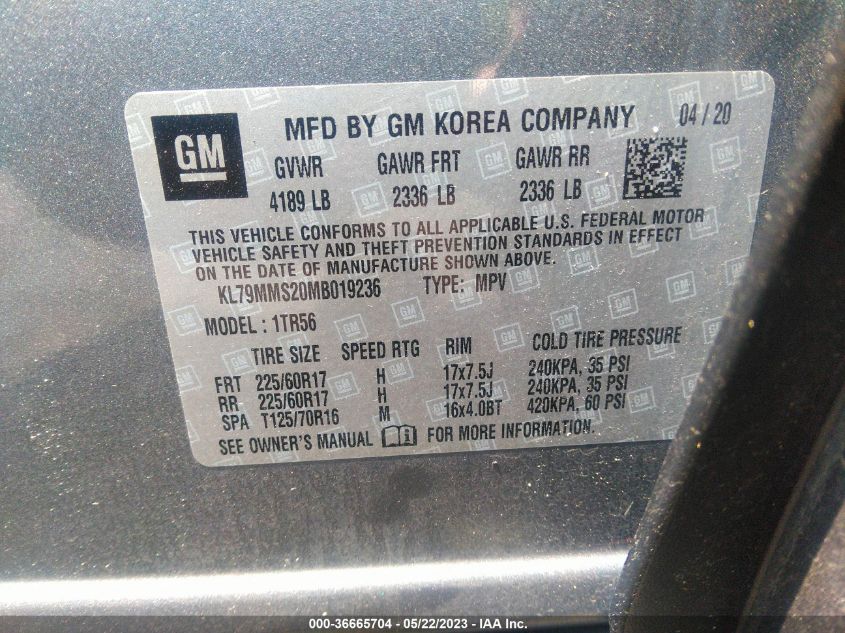 GM
MFD BY GM KOREA COMPANY 04 / 20
GVWR GAWR FRT GAWR RR
4189 LB 2336 LB 2336 LB
THIS VEHICLE CONFORMS TO ALL APPLICABLE U.S. FEDERAL MOTOR
VEHICLE SAFETY AND THEFT PREVENTION STANDARDS IN EFFECT
ON THE DATE OF MANUFACTURE SHOWN ABOVE.
KL79MMS20MB019236 TYPE: MPV
MODEL : 1TR56
TIRE SIZE SPEED RTG RIM COLD TIRE PRESSURE
FRT 225/60R17 H 17x7.5J 240KPA, 35 PSI
RR 225/60R17 H 17x7.5J 240KPA, 35 PSI
SPA T125/70R16 M 16x4.0BT 420KPA, 60 PSI
SEE OWNER'S MANUAL FOR MORE INFORMATION.
000-36665704 - 05/22/2023 - IAA Inc.